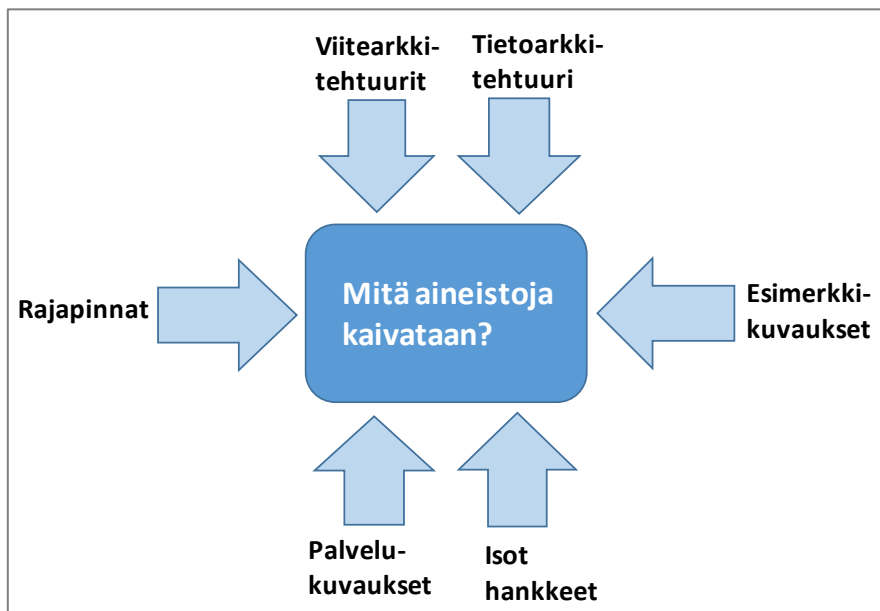 Viitearkki-
tehtuurit
Tietoarkki-
tehtuuri
Rajapinnat
Mitä aineistoja
kaivataan?
Esimerkki-
kuvaukset
Palvelu-
kuvaukset
Isot
hankkeet